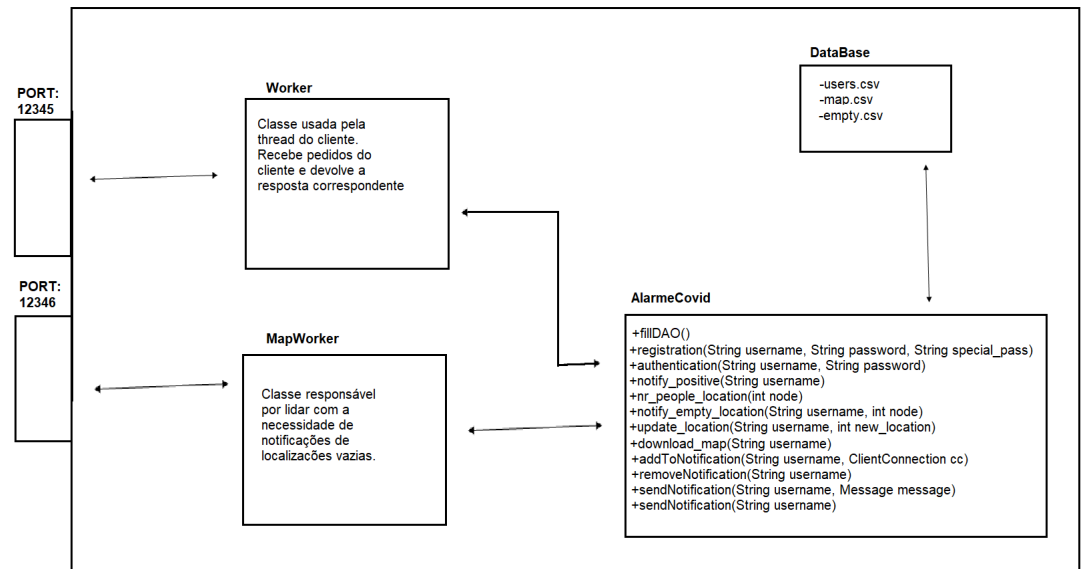 PORT:
12345
Worker
Classe usada pela
thread do cliente.
Recebe pedidos do
cliente e devolve a
resposta correspondente
DataBase
-users.csv
-map.csv
-empty.csv
PORT:
12346
MapWorker
Classe responsável
por lidar com a
necessidade de
notificações de
localizacões vazias.
AlarmeCovid
+fillDAO()
+registration(String username, String password, String special_pass)
+authentication(String username, String password)
+notify_positive(String username)
+nr_people_location(int node)
+notify_empty_location(String username, int node)
+update_location(String username, int new_location)
+download_map(String username)
+addToNotification(String username, ClientConnection cc)
+removeNotification(String username)
+sendNotification(String username, Message message)
+sendNotification(String username)